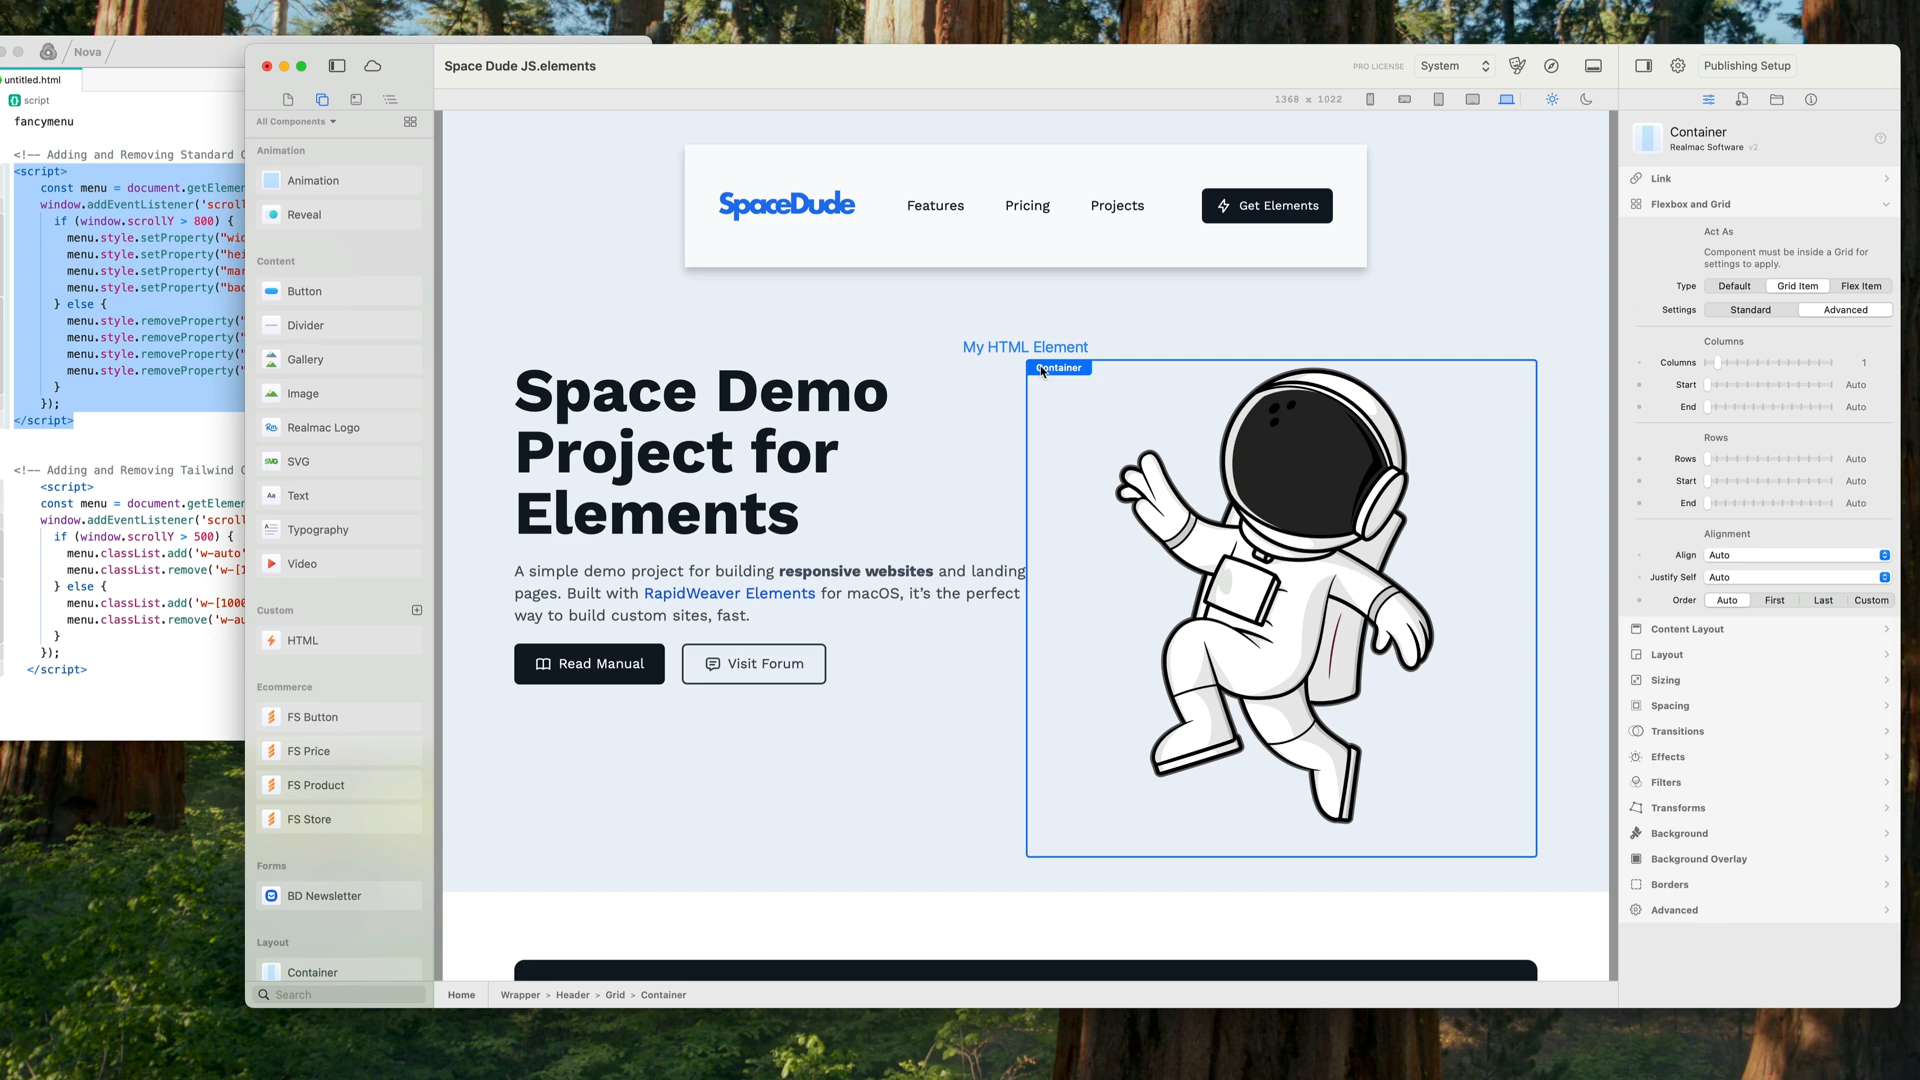 Nova
untitled.html
script
fancymenu
<!-- Adding and Removing Standard
<script>
const menu = document.
window.addEventListener('scroll
if (window.scrollY > 800) {
menu.style.setProperty("wid
menu.style.setProperty("hei
menu.style.setProperty("mar
menu.style.setProperty("bac
} else {
menu.style.removeProperty("
menu.style.removeProperty("
menu.style.removeProperty("
menu.style.removeProperty("
}
});
</script>
<!-- Adding and Removing Tailwind
<script>
const menu = document.
window.addEventListener('scroll
if (window.scrollY > 500) {
menu.classList.add('w-auto'
menu.classList.remove('w-[1
} else {
menu.classList.add('w-[1000
menu.classList.remove('w-au
}
});
</script>
Space Dude JS.elements
PRO LICENSE
System
Publishing Setup
1368 x 1022
All Components
Animation
Animation
Reveal
Content
Button
Divider
Gallery
Image
Realmac Logo
SVG
Text
Typography
Video
Custom
HTML
Ecommerce
FS Button
FS Price
FS Product
FS Store
Forms
BD Newsletter
Layout
Container
Search
SpaceDude
Features
Pricing
Projects
Get Elements
My HTML Element
Container
Space Demo
Project for
Elements
A simple demo project for building responsive websites and landing
pages. Built with RapidWeaver Elements for macOS, it’s the perfect
way to build custom sites, fast.
Read Manual
Visit Forum
Home
Wrapper > Header > Grid > Container
Container
Realmac Software v2
Link
Flexbox and Grid
Act As
Component must be inside a Grid for
settings to apply.
Type Default Grid Item Flex Item
Settings Standard Advanced
Columns
Columns 1
Start Auto
End Auto
Rows
Rows Auto
Start Auto
End Auto
Alignment
Align Auto
Justify Self Auto
Order Auto First Last Custom
Content Layout
Layout
Sizing
Spacing
Transitions
Effects
Filters
Transforms
Background
Background Overlay
Borders
Advanced